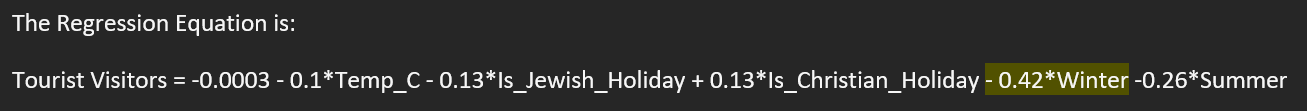 The Regression Equation is:
Tourist Visitors = -0.0003 - 0.1*Temp_C - 0.13*Is_Jewish_Holiday + 0.13*Is_Christian_Holiday - 0.42*Winter -0.26*Summer